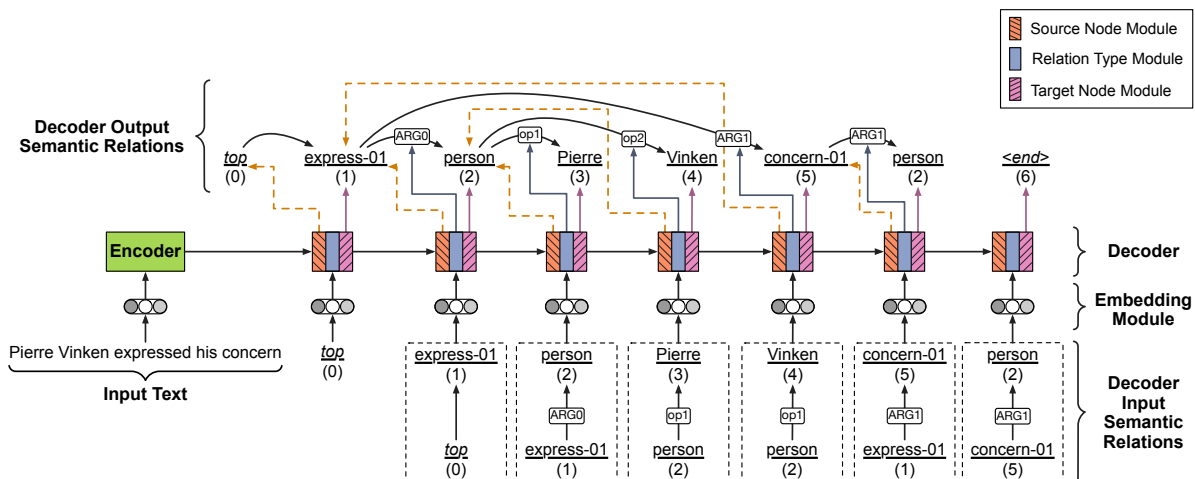 Source Node Module
Relation Type Module
Target Node Module
Decoder Output
Semantic Relations
ARG0
op1
op2
ARG1
ARG1
top
express-01
person
Pierre
Vinken
concern-01
person
<end>
(0)
(1)
(2)
(3)
(4)
(5)
(2)
(6)
Encoder
Decoder
Embedding
Module
Pierre Vinken expressed his concern
Input Text
top
(0)
express-01
person
Pierre
Vinken
concern-01
person
(1)
(2)
(3)
(4)
(5)
(2)
ARG0
op1
op1
ARG1
ARG1
top
express-01
person
person
express-01
concern-01
(0)
(1)
(2)
(2)
(1)
(5)
Decoder
Input
Semantic
Relations